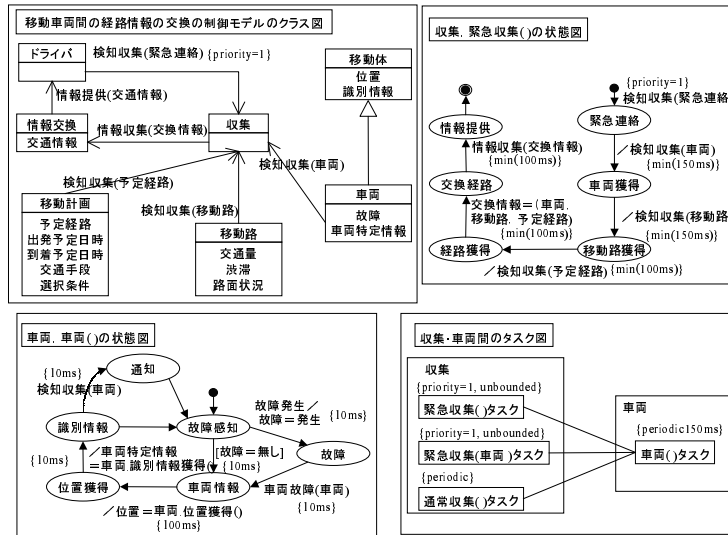 移動車両間の経路情報の交換の制御モデルのクラス図
ドライバ
検知収集(緊急連絡) {priority=1}
移動体
位置
識別情報
情報提供(交通情報)
情報交換
交通情報
情報収集(交換情報)
収集
検知収集(車両)
検知収集(予定経路)
移動計画
予定経路
出発予定日時
到着予定日時
交通手段
選択条件
検知収集(移動路)
移動路
交通量
渋滞
路面状況
車両
故障
車両特定情報
収集. 緊急収集()の状態図
{priority=1}
検知収集(緊急連絡
緊急連絡
情報提供
情報収集(交換情報)
{min(100ms)}
/検知収集(車両)
{min(150ms)}
交換経路
車両獲得
交換情報={車両,
移動路, 予定経路}
{min(100ms)}
/検知収集(移動路
{min(150ms)}
経路獲得
移動路獲得
/検知収集(予定経路) {min(100ms)}
車両. 車両()の状態図
{10ms}
検知収集(車両)
通知
識別情報
故障感知
故障発生/
故障=発生
{10ms}
{10ms}
/車両特定情報
=車両.識別情報獲得()
[故障=無し]
{10ms}
故障
位置獲得
車両情報
車両故障(車両)
{10ms}
/位置=車両.位置獲得()
{100ms}
収集・車両間のタスク図
収集
{priority=1, unbounded}
緊急収集()タスク
{priority=1, unbounded}
緊急収集(車両)タスク
{periodic}
通常収集()タスク
車両
{periodic150ms}
車両()タスク